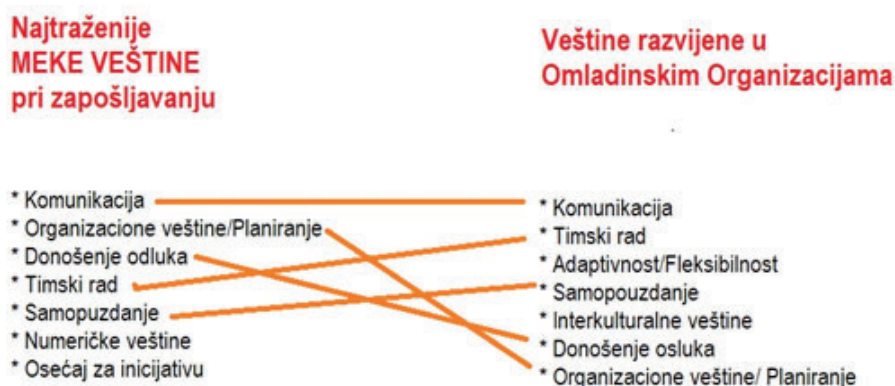 Najtraženije
MEKE VEŠTINE
pri zapošljavanju
* Komunikacija
* Organizacione veštine/Planiranje
* Donošenje odluka
* Timski rad
* Samopuzdanje
* Numeričke veštine
* Osećaj za inicijativu
Veštine razvijene u
Omladinskim Organizacijama
* Komunikacija
* Timski rad
* Adaptivnost/Fleksibilnost
* Samopouzdanje
* Interkulturalne veštine
* Donošenje osluka
* Organizacione veštine/ Planiranje